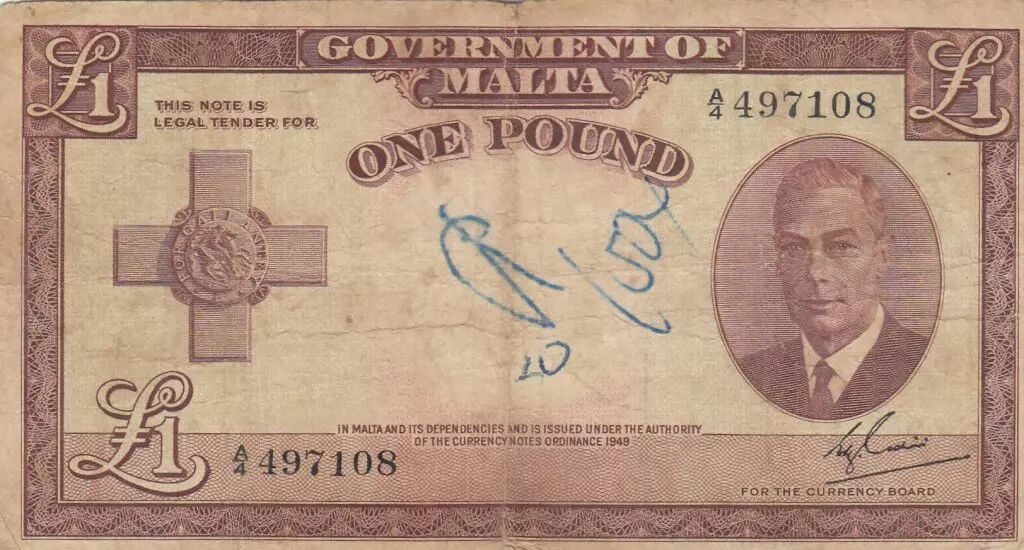 £1
GOVERNMENT OF
MALTA
£1
THIS NOTE IS
LEGAL TENDER FOR
A/4 497108
ONE POUND
FOR GALLANTRY
£1
A/4 497108
IN MALTA AND ITS DEPENDENCIES AND IS ISSUED UNDER THE AUTHORITY
OF THE CURRENCY NOTES ORDINANCE 1949
FOR THE CURRENCY BOARD